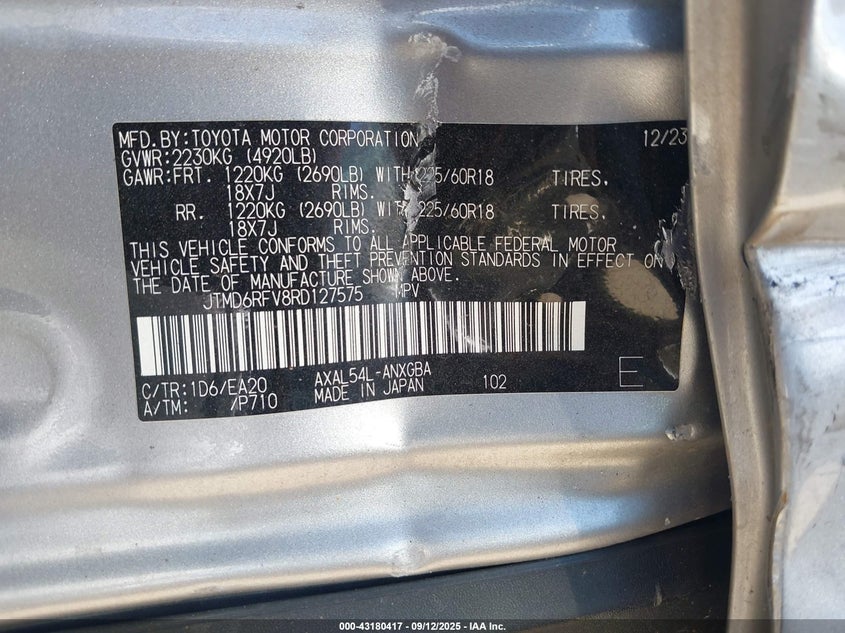 MFD.BY:TOYOTA MOTOR CORPORATION 12/23
GVWR:2230KG (4920LB)
GAWR:FRT. 1220KG (2690LB) WITH 225/60R18 TIRES,
18X7J RIMS.
RR. 1220KG (2690LB) WITH 225/60R18 TIRES,
18X7J RIMS.
THIS VEHICLE CONFORMS TO ALL APPLICABLE FEDERAL MOTOR
VEHICLE SAFETY AND THEFT PREVENTION STANDARDS IN EFFECT ON
THE DATE OF MANUFACTURE SHOWN ABOVE.
JTMD6RFV8RD127575 MPV
C/TR:1D6/EA20 AXAL54L-ANXGBA
A/TM: /P710 MADE IN JAPAN 102 E
000-43180417 - 09/12/2025 - IAA Inc.